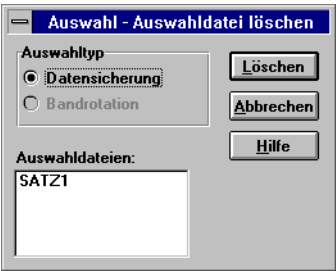 Auswahl - Auswahldatei löschen
Auswahltyp
Datensicherung
Bandrotation
Löschen
Abbrechen
Hilfe
Auswahldateien:
SATZ1